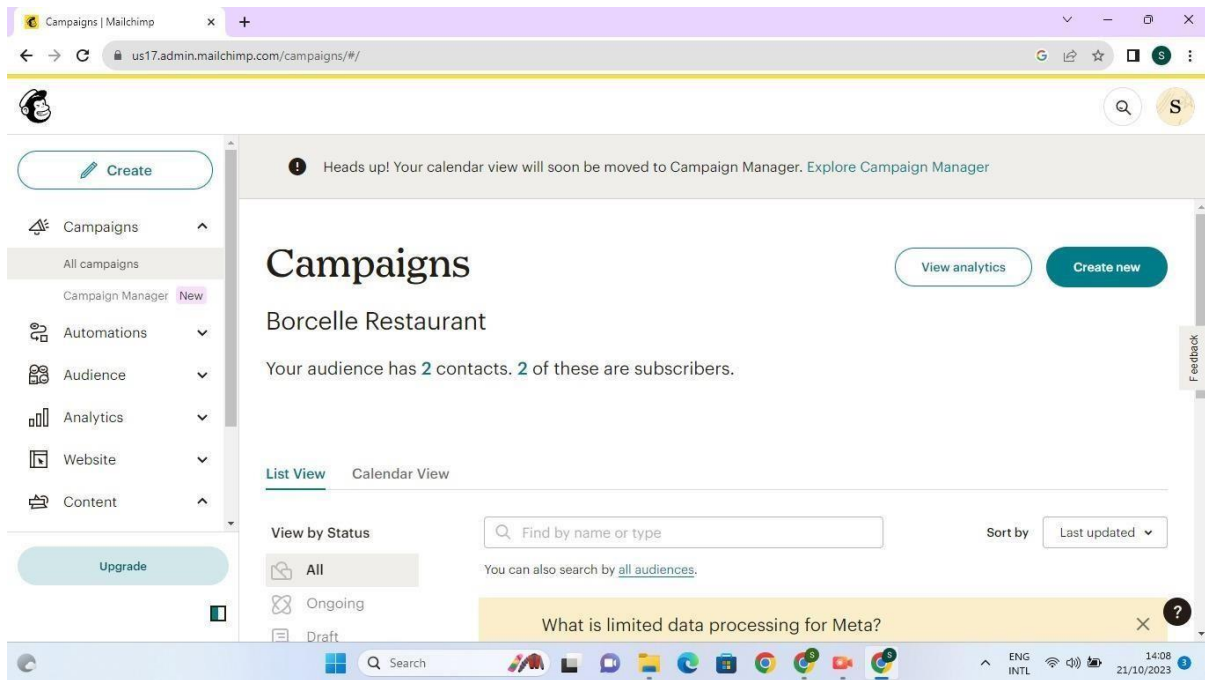 Campaigns | Mailchimp
us17.admin.mailchimp.com/campaigns/#/
S
S
Create
Heads up! Your calendar view will soon be moved to Campaign Manager. Explore Campaign Manager
Campaigns
All campaigns
Campaign Manager New
Automations
Audience
Analytics
Website
Content
Upgrade
Campaigns
View analytics
Create new
Borcelle Restaurant
Your audience has 2 contacts. 2 of these are subscribers.
Feedback
List View Calendar View
View by Status
All
Ongoing
Draft
Find by name or type
Sort by Last updated
You can also search by all audiences.
What is limited data processing for Meta?
?
Search
S
S
ENG
INTL
14:08
21/10/2023
3